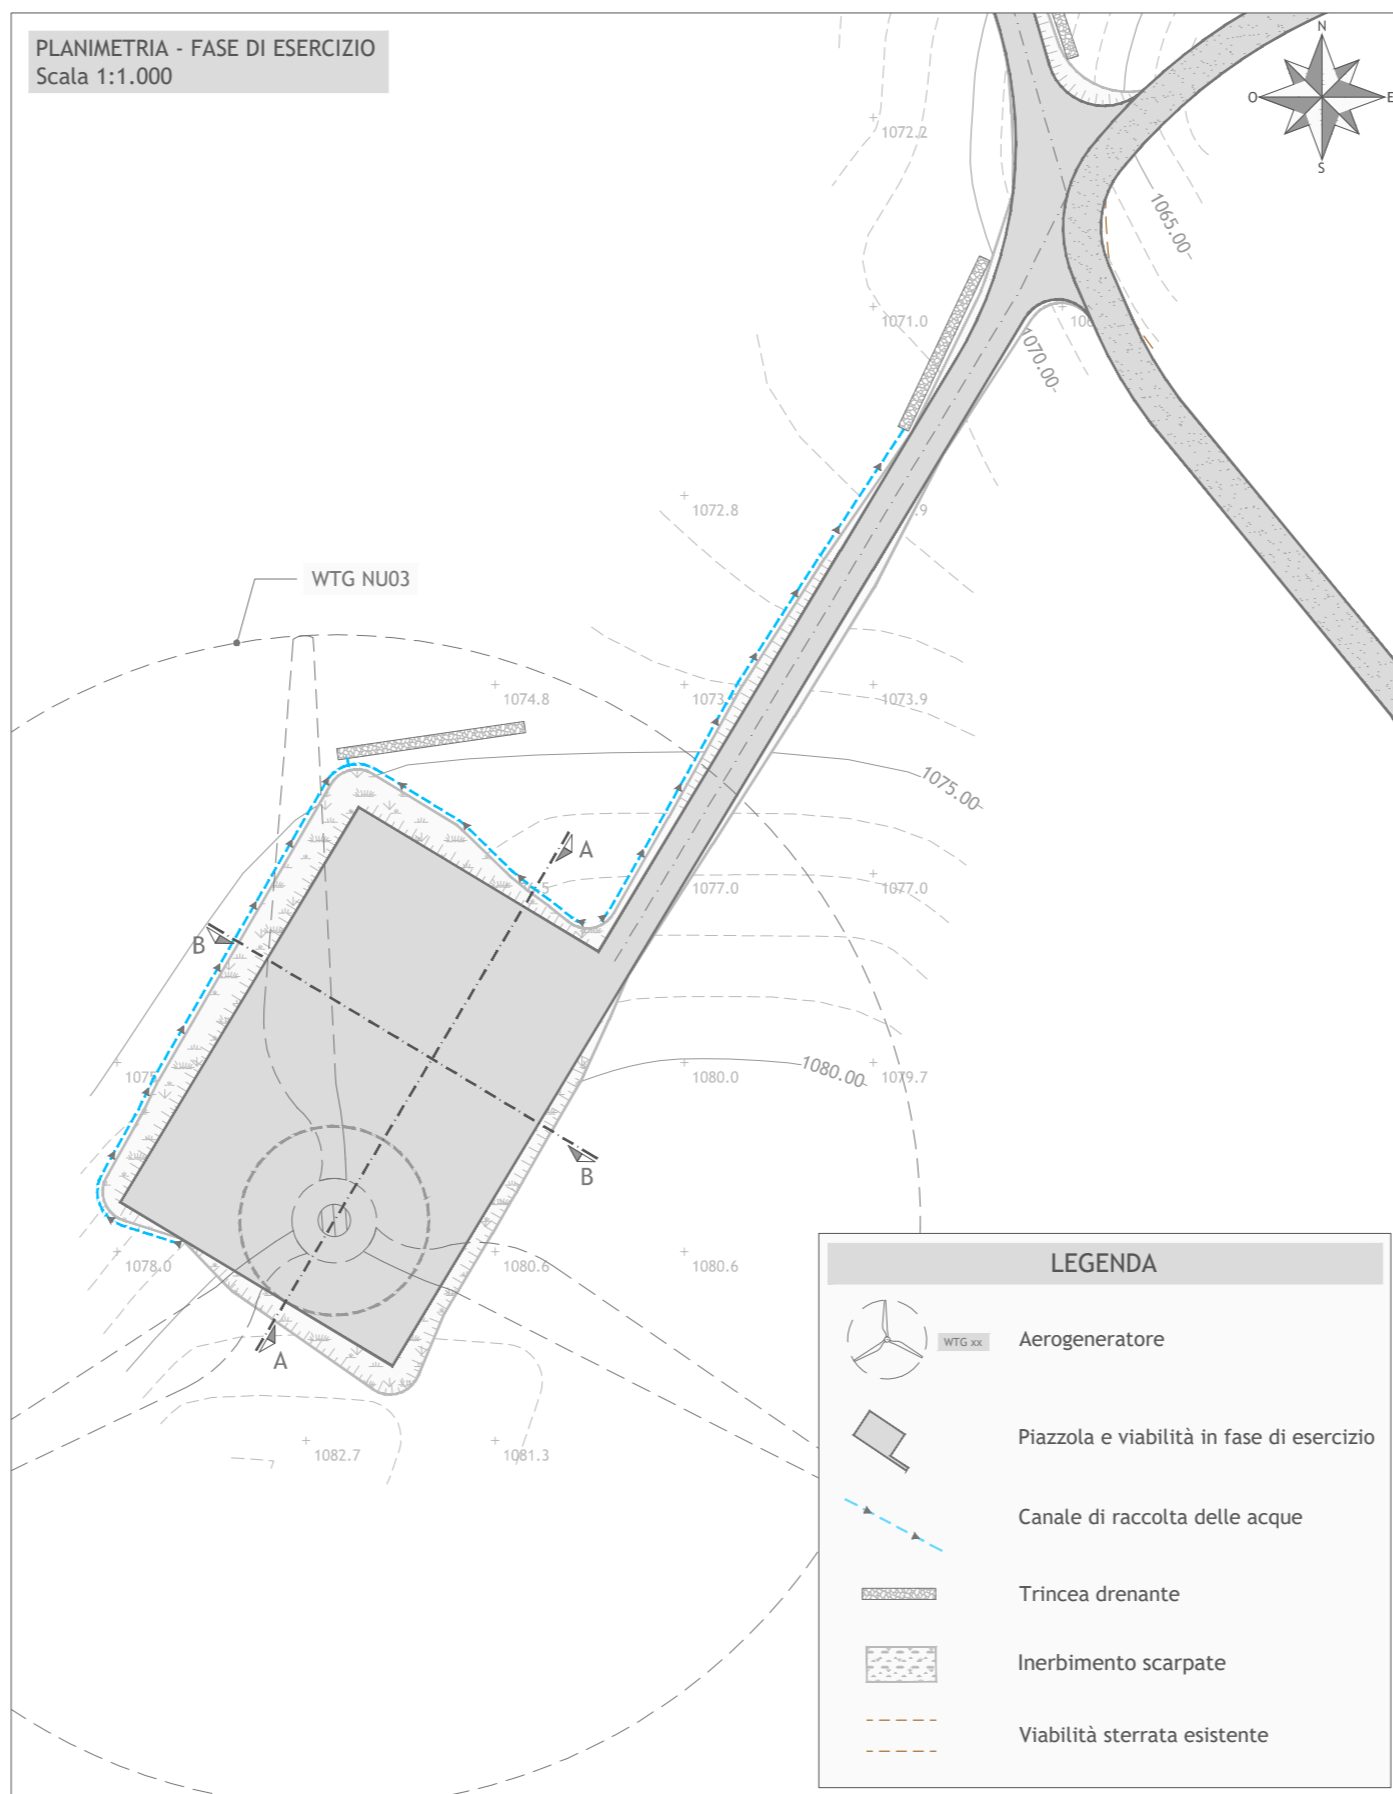 PLANIMETRIA - FASE DI ESERCIZIO
Scala 1:1.000
N
O
E
S
1072.2
1065.00
1071.0
1070.00
1072.8
WTG NU03
1074.8
1073.9
1075.00
A
1077.0
1077.0
B
1080.0
1080.00
1079.7
B
1078.0
1080.6
1080.6
A
1082.7
1081.3
LEGENDA
WTG xx
Aerogeneratore
Piazzola e viabilità in fase di esercizio
Canale di raccolta delle acque
Trincea drenante
Inerbimento scarpate
Viabilità sterrata esistente